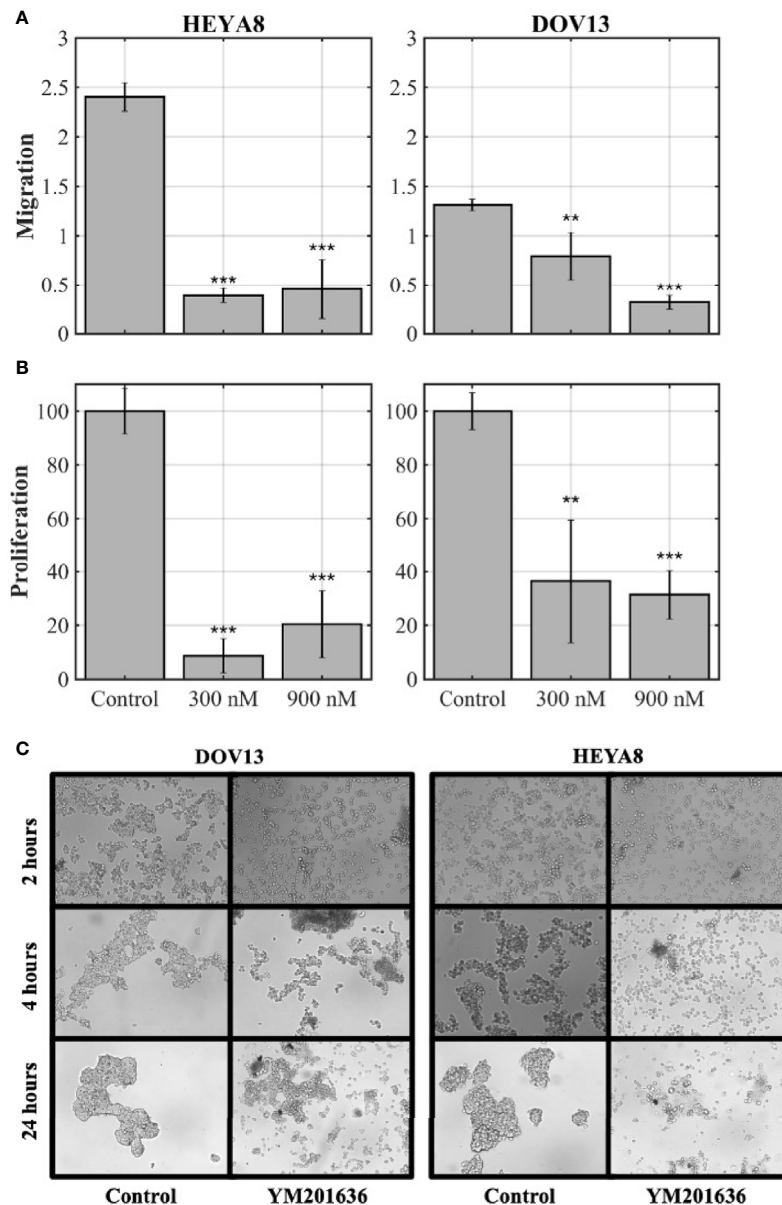 A
HEYA8 DOV13
3 3
2.5 2.5
2 2
1.5 1.5
1 1
0.5 0.5
0 0
Migration
*** *** ** ***
B
100 100
80 80
60 60
40 40
20 20
0 0
Proliferation
*** *** ** ***
Control 300 nM 900 nM Control 300 nM 900 nM
C
DOV13 HEYA8
2 hours
4 hours
24 hours
Control YM201636 Control YM201636